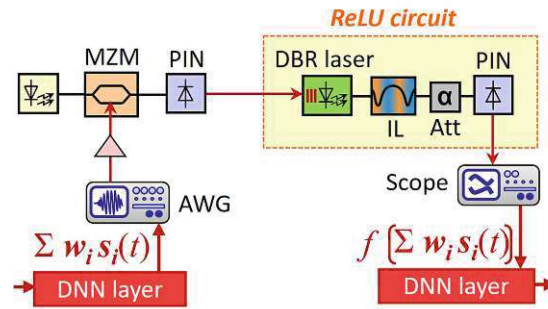 ReLU circuit
MZM PIN DBR laser PIN
IL
α
Att
AWG Scope
Σ wᵢ sᵢ(t) f(Σ wᵢ sᵢ(t))
DNN layer DNN layer